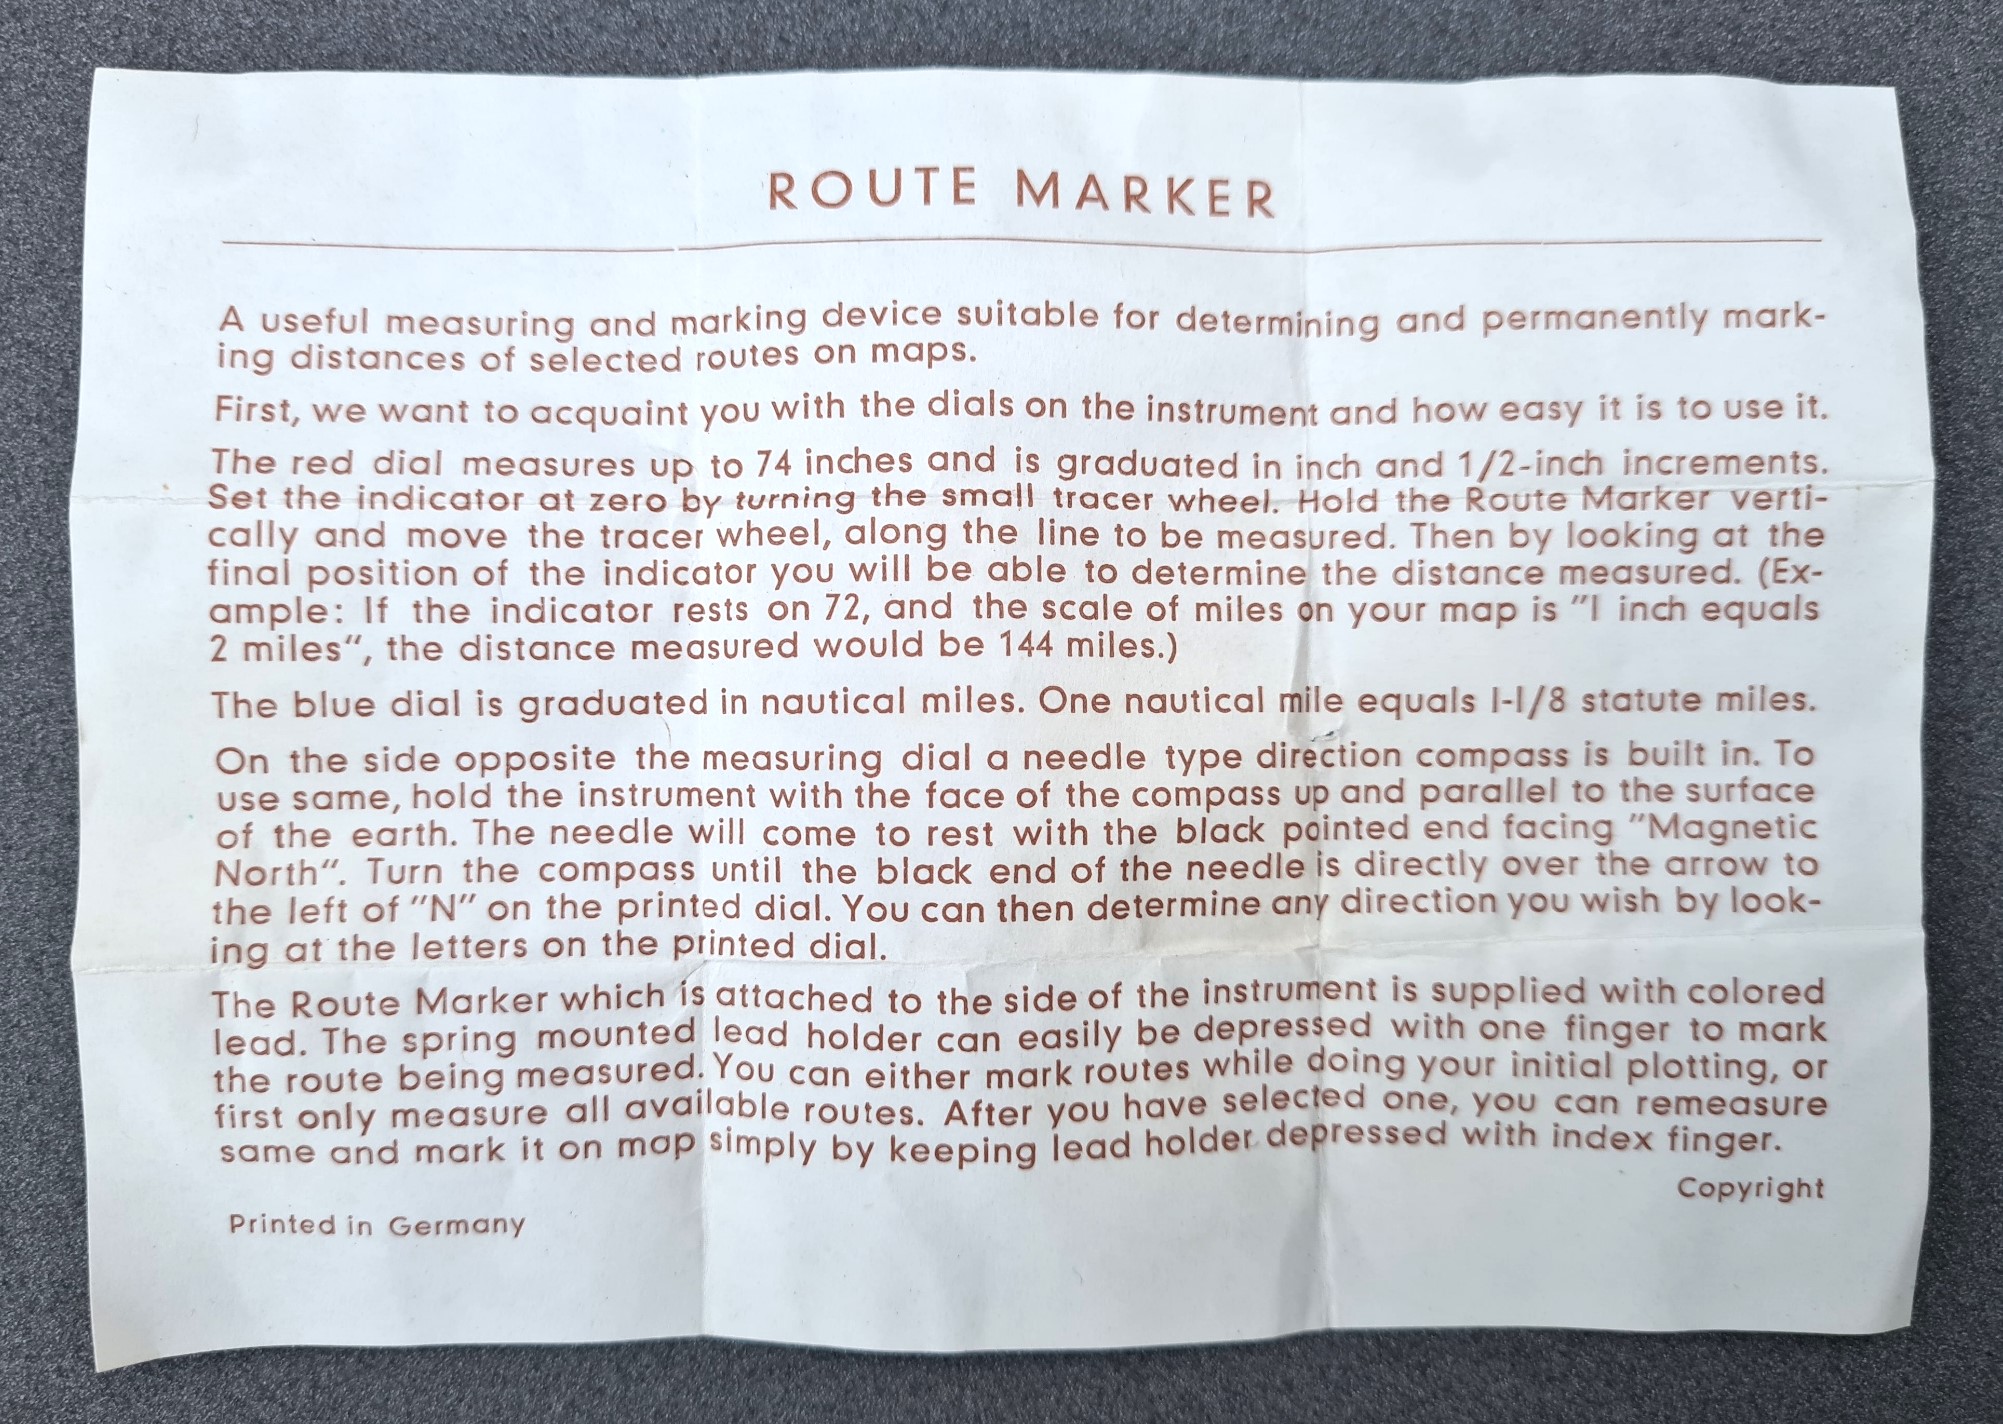 ROUTE MARKER
A useful measuring and marking device suitable for determining and permanently mark-
ing distances of selected routes on maps.
First, we want to acquaint you with the dials on the instrument and how easy it is to use it.
The red dial measures up to 74 inches and is graduated in inch and 1/2-inch increments.
Set the indicator at zero by turning the small tracer wheel. Hold the Route Marker verti-
cally and move the tracer wheel, along the line to be measured. Then by looking at the
final position of the indicator you will be able to determine the distance measured. (Ex-
ample: If the indicator rests on 72, and the scale of miles on your map is "1 inch equals
2 miles“, the distance measured would be 144 miles.)
The blue dial is graduated in nautical miles. One nautical mile equals 1-1/8 statute miles.
On the side opposite the measuring dial a needle type direction compass is built in. To
use same, hold the instrument with the face of the compass up and parallel to the surface
of the earth. The needle will come to rest with the black pointed end facing "Magnetic
North“. Turn the compass until the black end of the needle is directly over the arrow to
the left of "N" on the printed dial. You can then determine any direction you wish by look-
ing at the letters on the printed dial.
The Route Marker which is attached to the side of the instrument is supplied with colored
lead. The spring mounted lead holder can easily be depressed with one finger to mark
the route being measured. You can either mark routes while doing your initial plotting, or
first only measure all available routes. After you have selected one, you can remeasure
same and mark it on map simply by keeping lead holder depressed with index finger.
Copyright
Printed in Germany